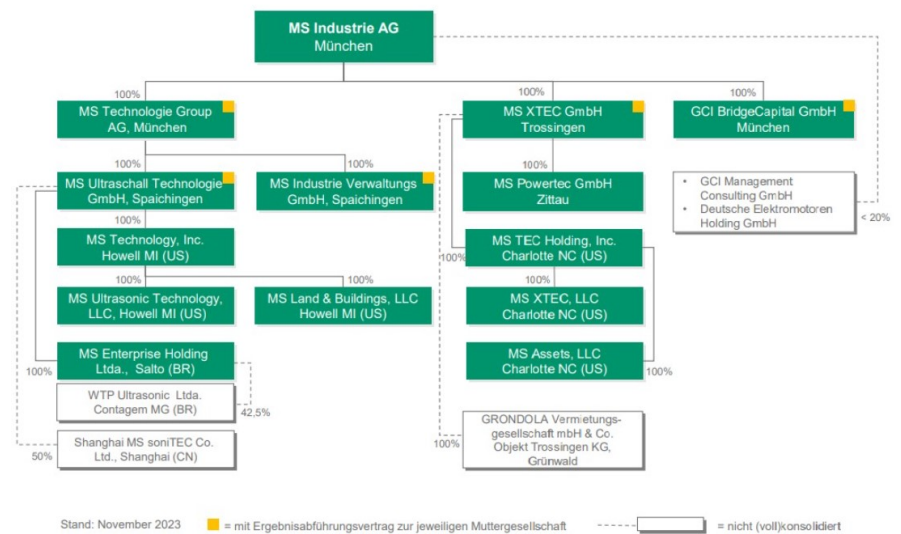 MS Industrie AG
München
100%
100%
100%
MS Technologie Group
AG, München
MS XTEC GmbH
Trossingen
GCI BridgeCapital GmbH
München
100%
100%
100%
MS Ultraschall Technologie
GmbH, Spaichingen
MS Industrie Verwaltungs
GmbH, Spaichingen
MS Powertec GmbH
Zittau
• GCI Management
Consulting GmbH
• Deutsche Elektromotoren
Holding GmbH
< 20%
100%
MS Technology, Inc.
Howell MI (US)
MS TEC Holding, Inc.
Charlotte NC (US)
100%
100%
100%
100%
MS Ultrasonic Technology,
LLC, Howell MI (US)
MS Land & Buildings, LLC
Howell MI (US)
MS XTEC, LLC
Charlotte NC (US)
MS Enterprise Holding
Ltda., Salto (BR)
100%
MS Assets, LLC
Charlotte NC (US)
100%
WTP Ultrasonic Ltda.
Contagem MG (BR)
42,5%
Shanghai MS soniTEC Co.
Ltd., Shanghai (CN)
50%
GRONDOLA Vermietungs-
gesellschaft mbH & Co.
Objekt Trossingen KG,
Grünwald
100%
Stand: November 2023
= mit Ergebnisabführungsvertrag zur jeweiligen Muttergesellschaft
= nicht (voll)konsolidiert